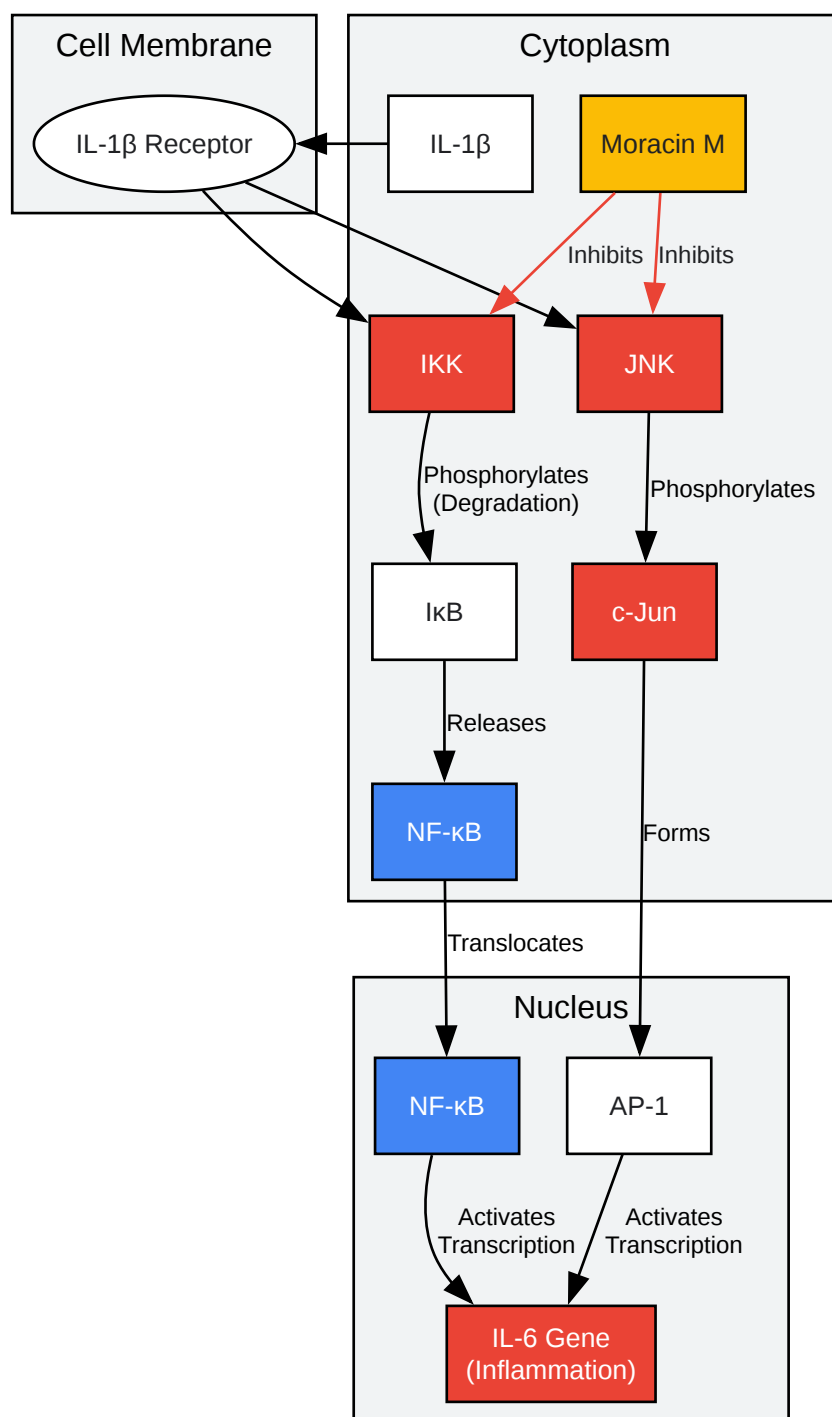 Cell Membrane
Cytoplasm
IL-1β Receptor
IL-1β
Moracin M
Inhibits
Inhibits
IKK
JNK
Phosphorylates
(Degradation)
Phosphorylates
IκB
c-Jun
Releases
NF-κB
Forms
Translocates
Nucleus
NF-κB
AP-1
Activates
Transcription
Activates
Transcription
IL-6 Gene
(Inflammation)